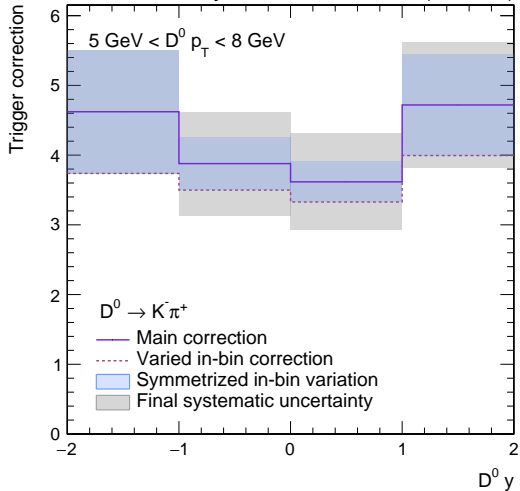 5 GeV < D⁰ p_T < 8 GeV
Trigger correction
6
5
4
3
2
1
0
D⁰ → K⁻π⁺
Main correction
Varied in-bin correction
Symmetrized in-bin variation
Final systematic uncertainty
−2 −1 0 1 2
D⁰ y